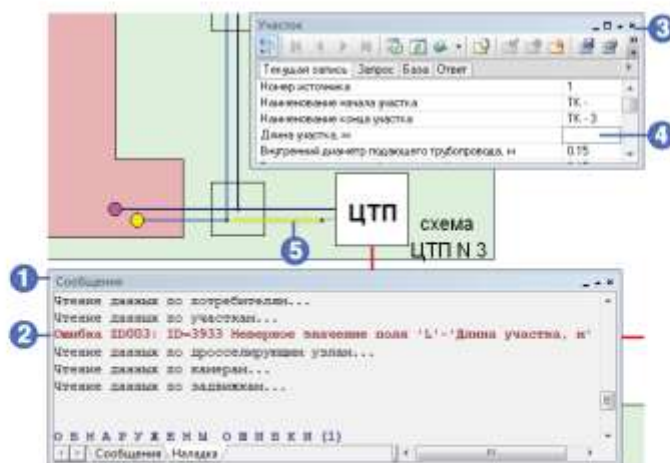 Участок
3
Текущая запись Запрос База Ответ
Номер источника 1
Наименование начала участка ТК -
Наименование конца участка ТК - 3
Длина участка, м
4
Внутренний диаметр подающего трубопровода, м 0.15
ЦТП
5
схема
ЦТП N 3
1
Сообщение
Чтение данных по потребителям...
Чтение данных по участкам...
2
Ошибка ID003: ID=3933 Неверное значение поля 'L'-'Длина участка, м'
Чтение данных по дросселирующим узлам...
Чтение данных по камерам...
Чтение данных по задвижкам...
О Б Н А Р У Ж Е Н Ы О Ш И Б К И (1)
Сообщения Наладка